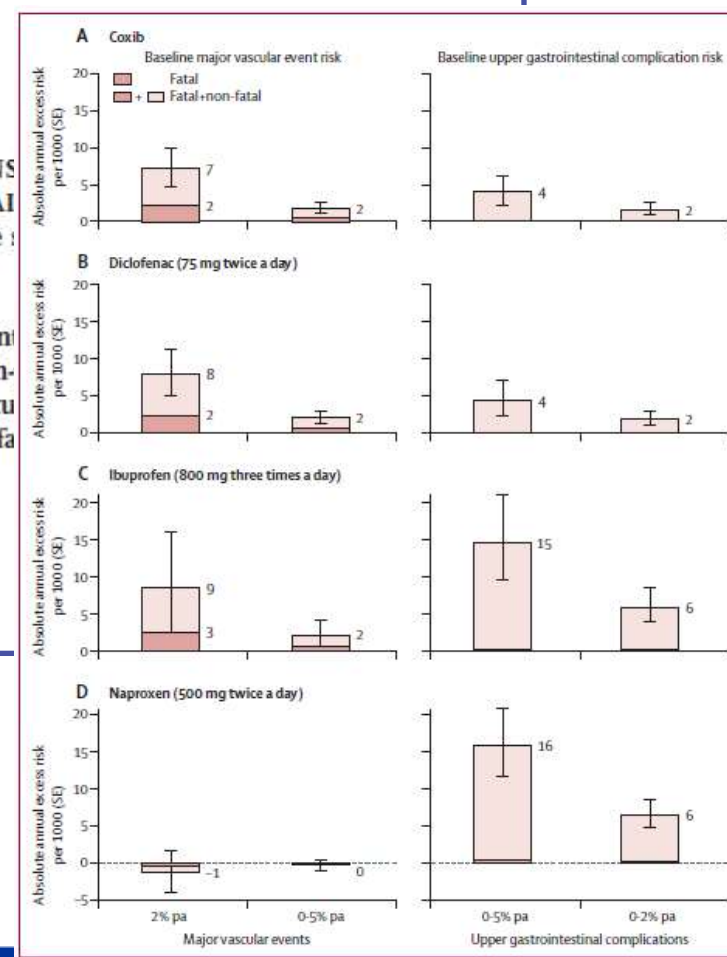 A Coxib
Baseline major vascular event risk
Baseline upper gastrointestinal complication risk
Fatal
+ Fatal+non-fatal
Absolute annual excess risk
per 1000 (SE)
20
15
10
5
0
7
2
2
4
2
B Diclofenac (75 mg twice a day)
Absolute annual excess risk
per 1000 (SE)
20
15
10
5
0
8
2
2
4
2
C Ibuprofen (800 mg three times a day)
Absolute annual excess risk
per 1000 (SE)
20
15
10
5
0
9
3
2
15
6
D Naproxen (500 mg twice a day)
Absolute annual excess risk
per 1000 (SE)
20
15
10
5
0
-5
-1
0
16
6
2% pa
0·5% pa
0·5% pa
0·2% pa
Major vascular events
Upper gastrointestinal complications